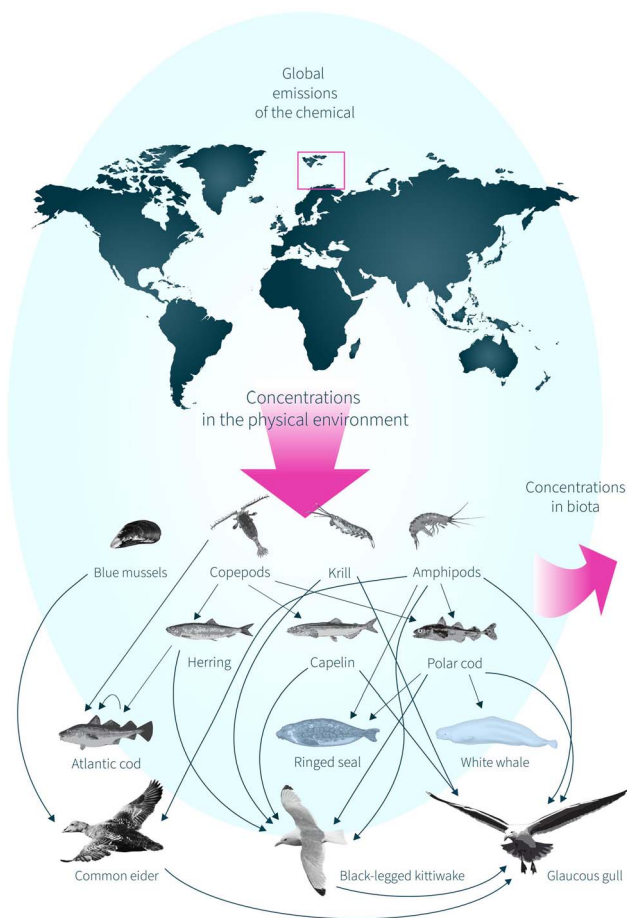 Global
emissions
of the chemical
Concentrations
in the physical environment
Concentrations
in biota
Blue mussels
Copepods
Krill
Amphipods
Herring
Capelin
Polar cod
Atlantic cod
Ringed seal
White whale
Common eider
Black-legged kittiwake
Glaucous gull